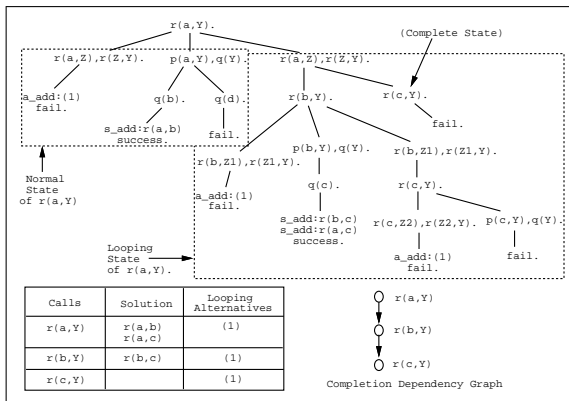 r(a,Y).
(Complete State)
r(a,Z),r(Z,Y). p(a,Y),q(Y). r(a,Z),r(Z,Y).
a_add:(1)
fail.
q(b). q(d).
s_add:r(a,b)
success.
fail.
r(b,Y). r(c,Y).
fail.
r(b,Z1),r(Z1,Y). p(b,Y),q(Y). r(b,Z1),r(Z1,Y).
a_add:(1)
fail.
q(c).
s_add:r(b,c)
s_add:r(a,c)
success.
r(c,Y).
r(c,Z2),r(Z2,Y). p(c,Y),q(Y).
a_add:(1)
fail.
fail.
Normal
State
of r(a,Y)
Looping
State
of r(a,Y).
Calls Solution Looping
Alternatives
r(a,Y) r(a,b)
r(a,c) (1)
r(b,Y) r(b,c) (1)
r(c,Y) (1)
r(a,Y)
r(b,Y)
r(c,Y)
Completion Dependency Graph